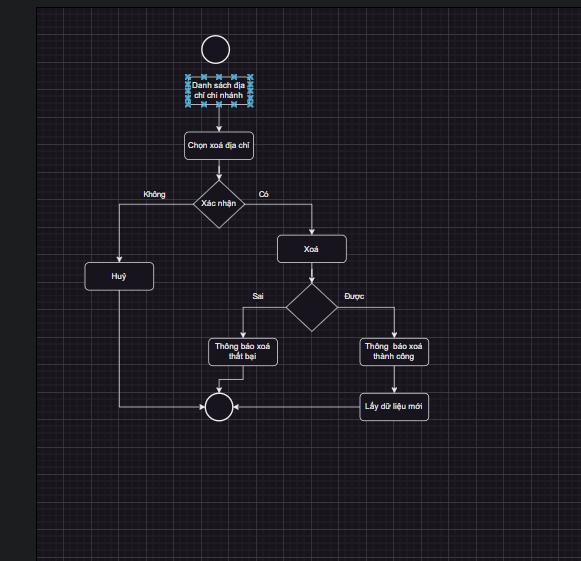 Danh sách địa
chỉ chi nhánh
Chọn xoá địa chỉ
Không
Xác nhận
Có
Xoá
Huỷ
Sai
Được
Thông báo xoá
thất bại
Thông báo xoá
thành công
Lấy dữ liệu mới